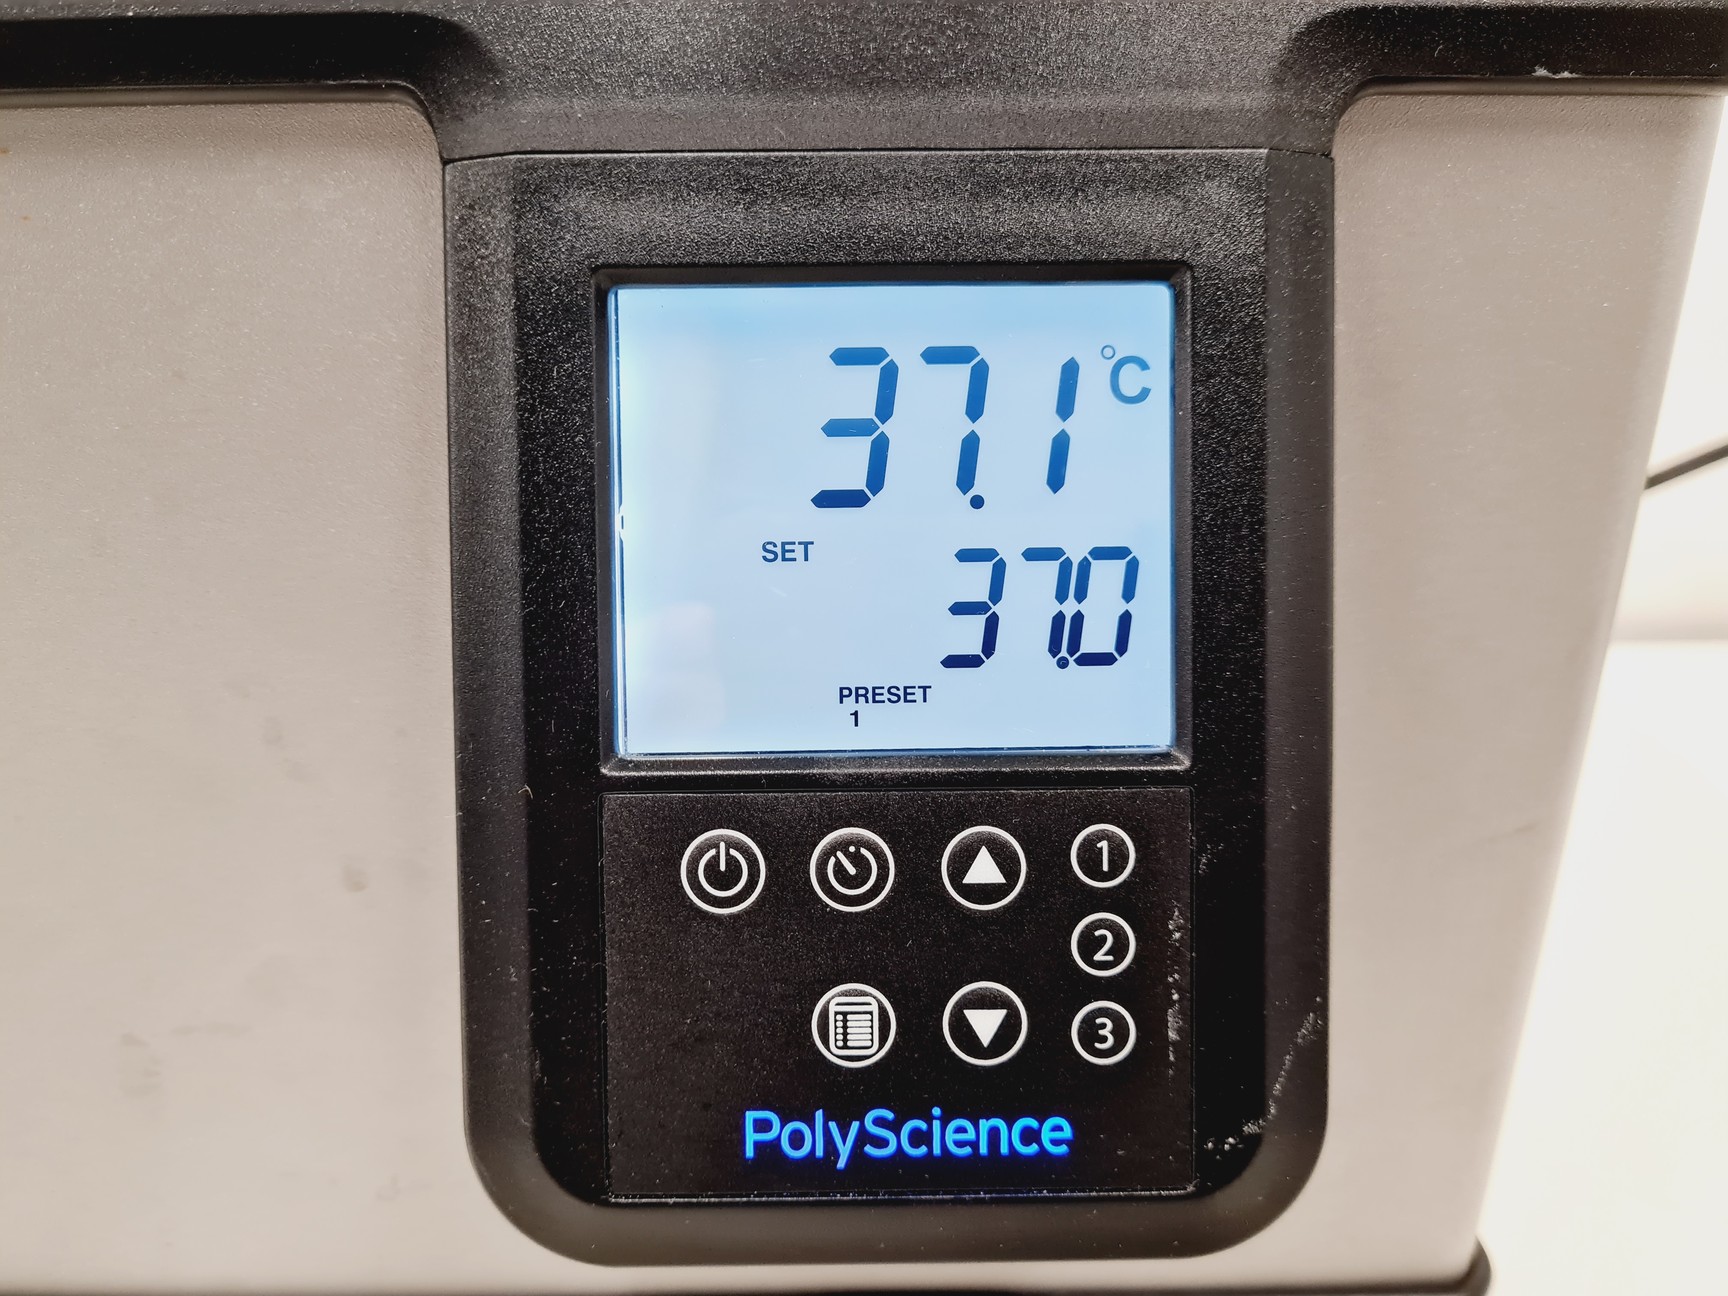 37.1 °C
SET
37.0
PRESET
1
1
2
3
PolyScience